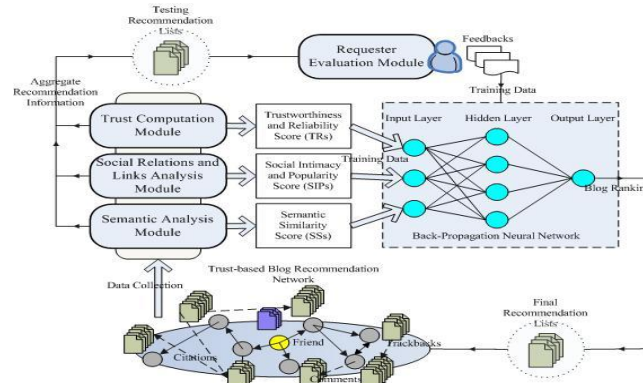 Testing
Recommendation
Lists
Requester
Evaluation Module
Feedbacks
Aggregate
Recommendation
Information
Training Data
Trust Computation
Module
Trustworthiness and
Reliability
Score (TRs)
Input Layer
Hidden Layer
Output Layer
Training Data
Social Relations and
Links Analysis
Module
Social Intimacy and
Popularity
Score (SIPs)
Blog Rankin
Semantic Analysis
Module
Semantic
Similarity
Score (SSs)
Back-Propagation Neural Network
Data Collection
Trust-based Blog Recommendation
Network
Final
Recommendation
Lists
Friend
Trackbacks
Citations
Comments